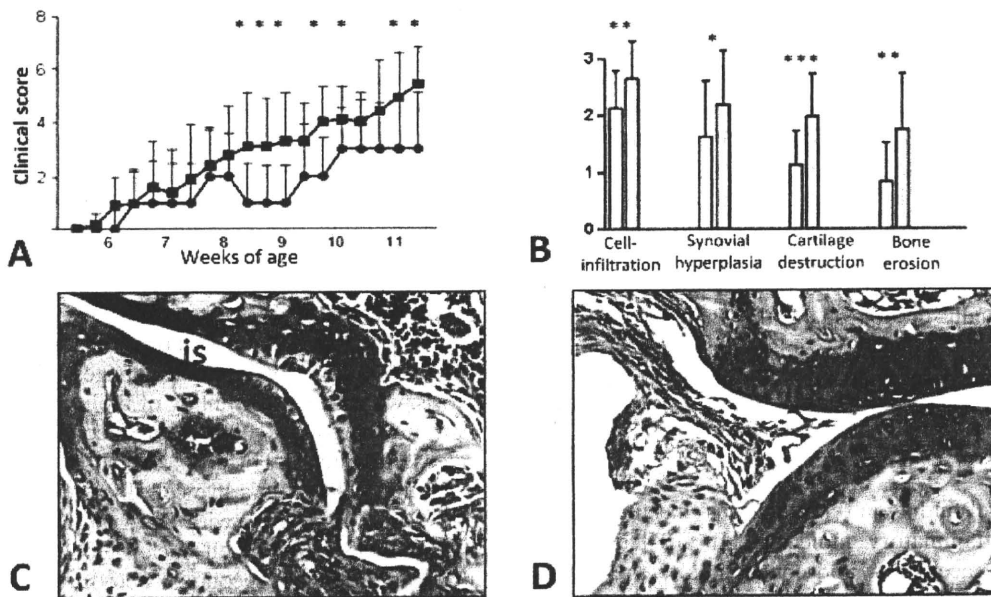 8
6
4
2
Clinical score
* * * * * * *
6 7 8 9 10 11
Weeks of age
A
3
2
1
0
** * *** **
Cell-
infiltration
Synovial
hyperplasia
Cartilage
destruction
Bone
erosion
B
js
C
D